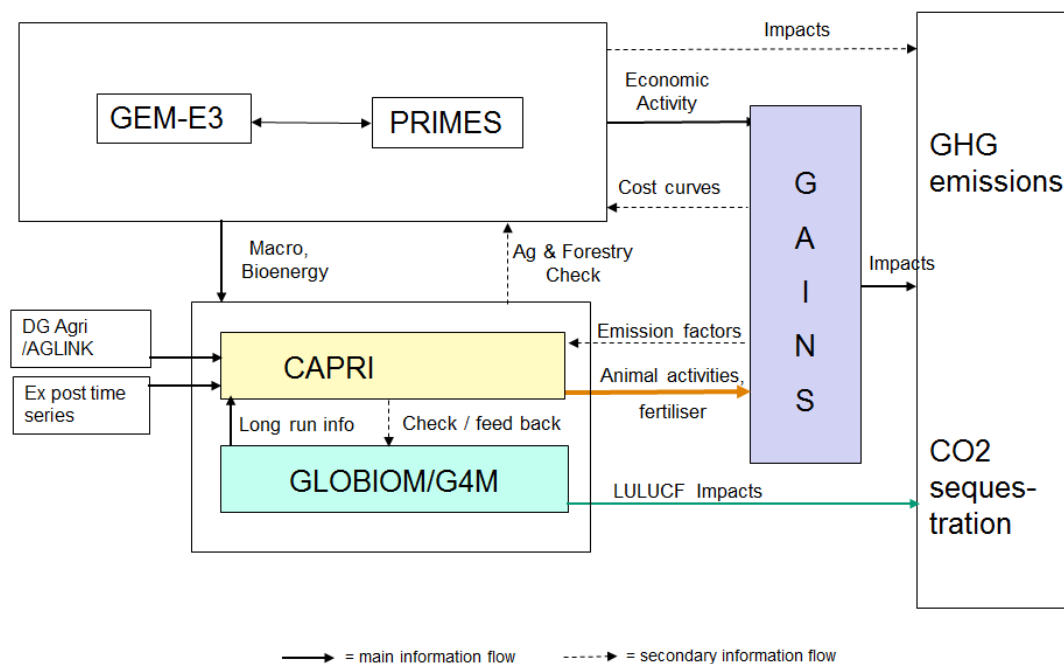 Impacts
Economic
Activity
GEM-E3
PRIMES
G
A
I
N
S
GHG
emissions
Cost curves
Macro,
Bioenergy
Ag & Forestry
Check
Impacts
DG Agri
/AGLINK
Ex post time
series
CAPRI
Emission factors
Animal activities,
fertiliser
Long run info
Check / feed back
GLOBIOM/G4M
LULUCF Impacts
CO2
seques-
tration
= main information flow
= secondary information flow